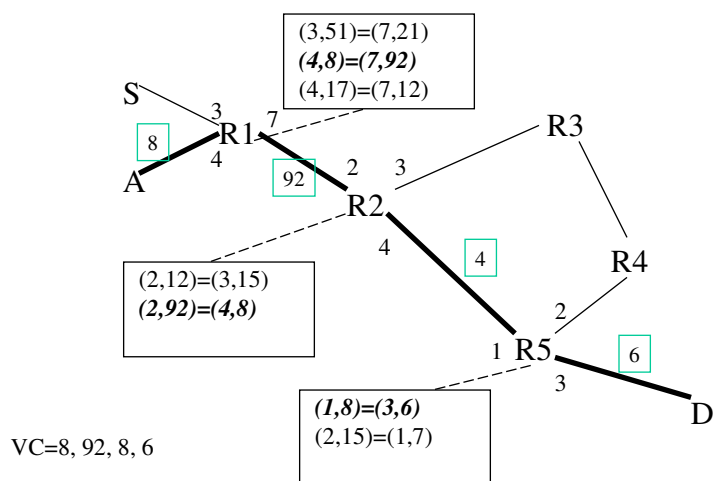 (3,51)=(7,21)
(4,8)=(7,92)
(4,17)=(7,12)
S
3
R1
7
8
4
A
92
2
3
R3
R2
4
4
R4
(2,12)=(3,15)
(2,92)=(4,8)
2
1
R5
6
3
D
(1,8)=(3,6)
(2,15)=(1,7)
VC=8, 92, 8, 6